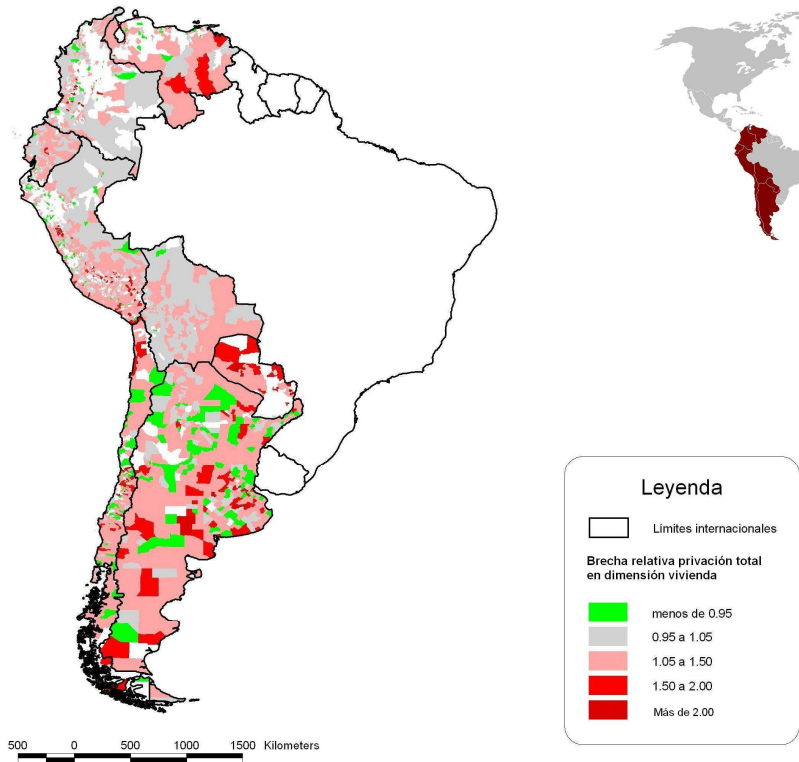 Leyenda
Límites internacionales
Brecha relativa privación total
en dimensión vivienda
menos de 0.95
0.95 a 1.05
1.05 a 1.50
1.50 a 2.00
Más de 2.00
500 0 500 1000 1500 Kilometers